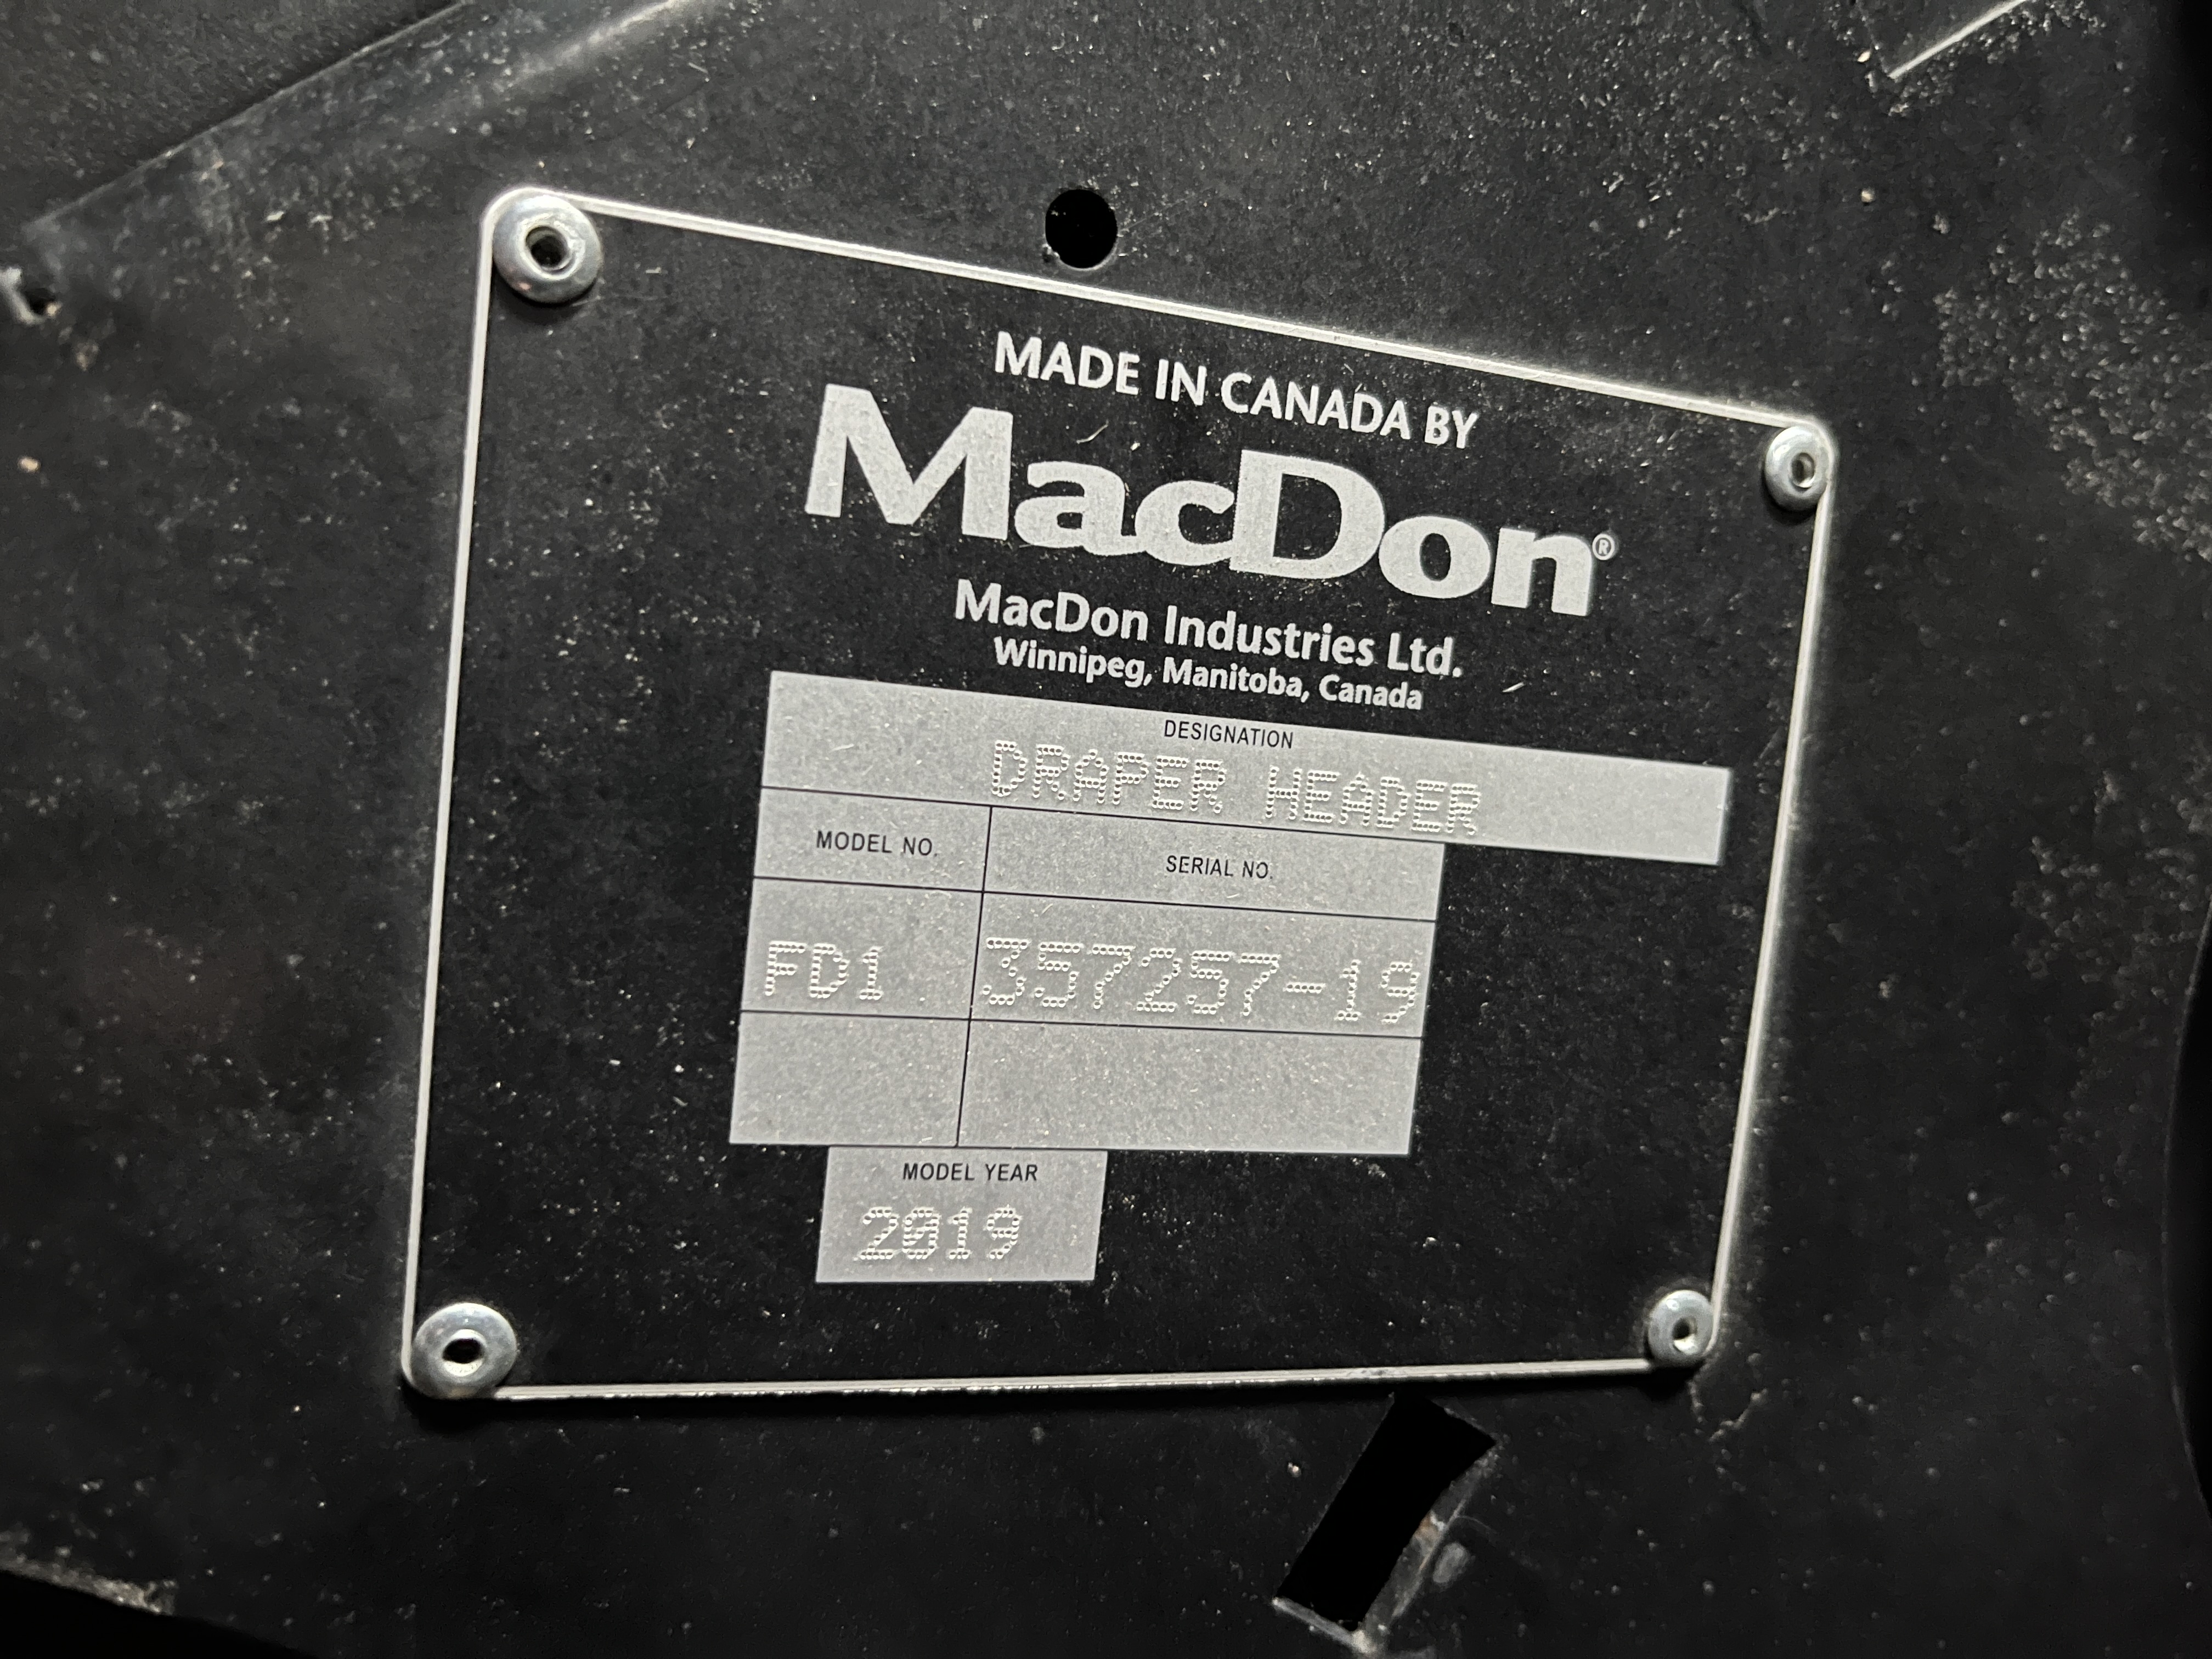 MADE IN CANADA BY
MacDon®
MacDon Industries Ltd.
Winnipeg, Manitoba, Canada
DESIGNATION
DRAPER HEADER
MODEL NO. SERIAL NO.
FD1 357257-19
MODEL YEAR
2019